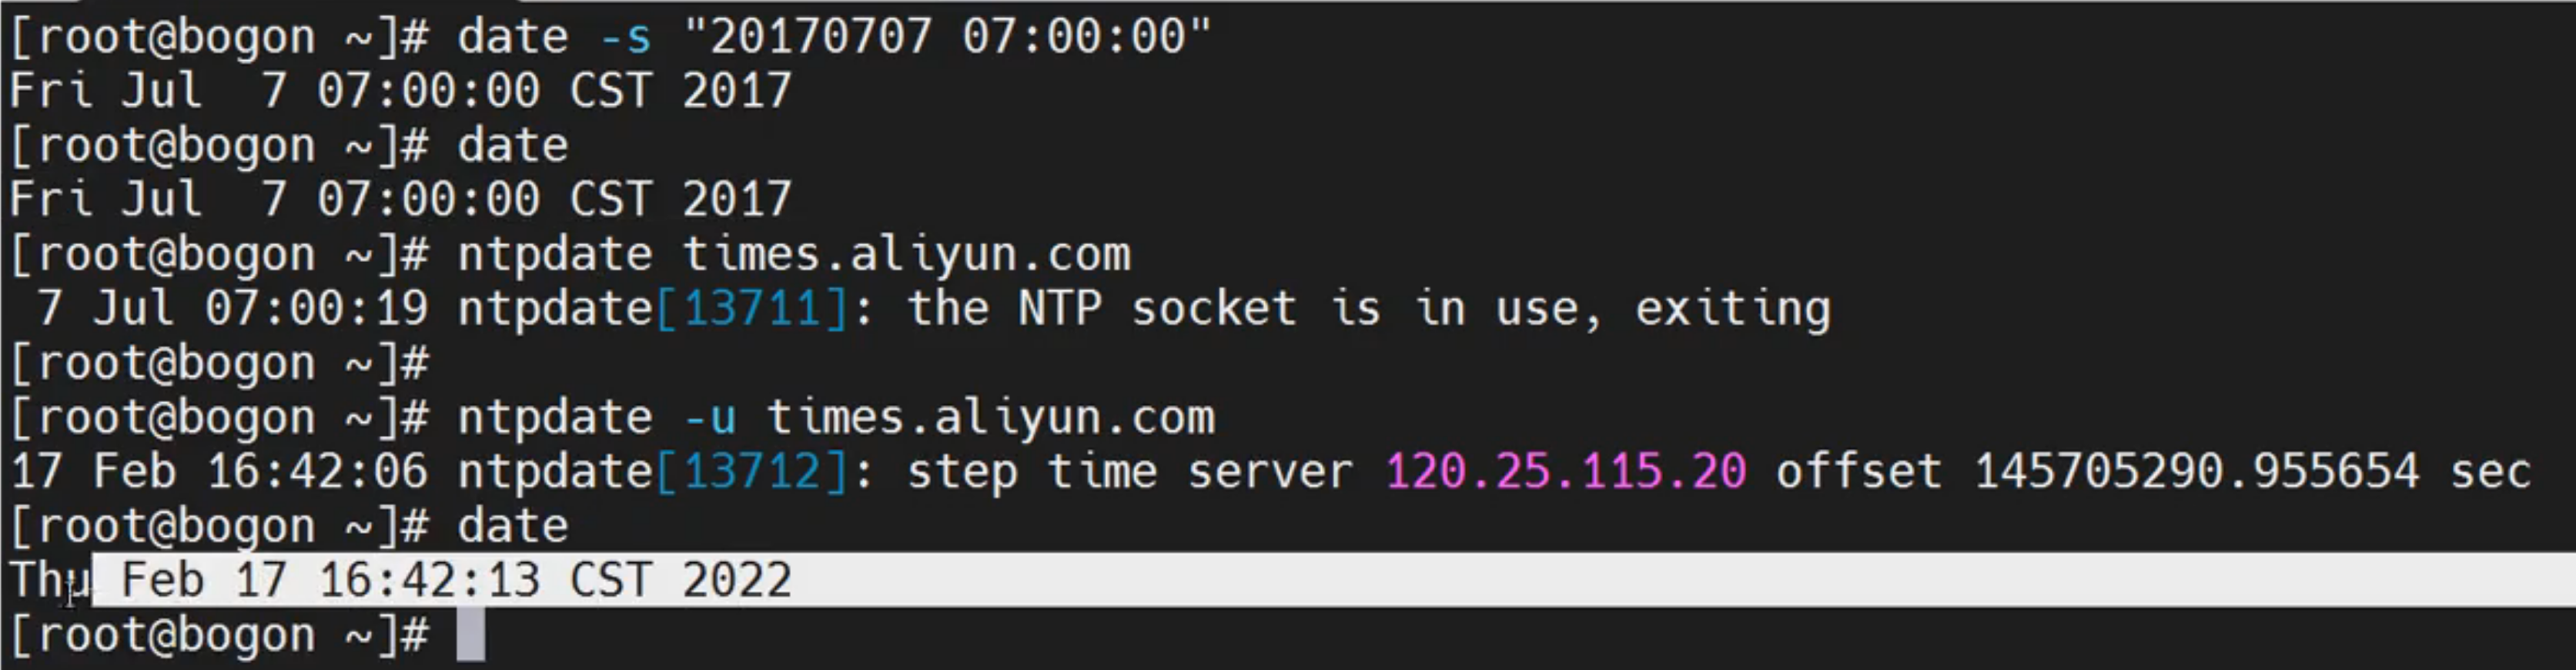 [root@bogon ~]# date -s "20170707 07:00:00"
Fri Jul  7 07:00:00 CST 2017
[root@bogon ~]# date
Fri Jul  7 07:00:00 CST 2017
[root@bogon ~]# ntpdate times.aliyun.com
 7 Jul 07:00:19 ntpdate[13711]: the NTP socket is in use, exiting
[root@bogon ~]#
[root@bogon ~]# ntpdate -u times.aliyun.com
17 Feb 16:42:06 ntpdate[13712]: step time server 120.25.115.20 offset 145705290.955654 sec
[root@bogon ~]# date
Thu Feb 17 16:42:13 CST 2022
[root@bogon ~]#